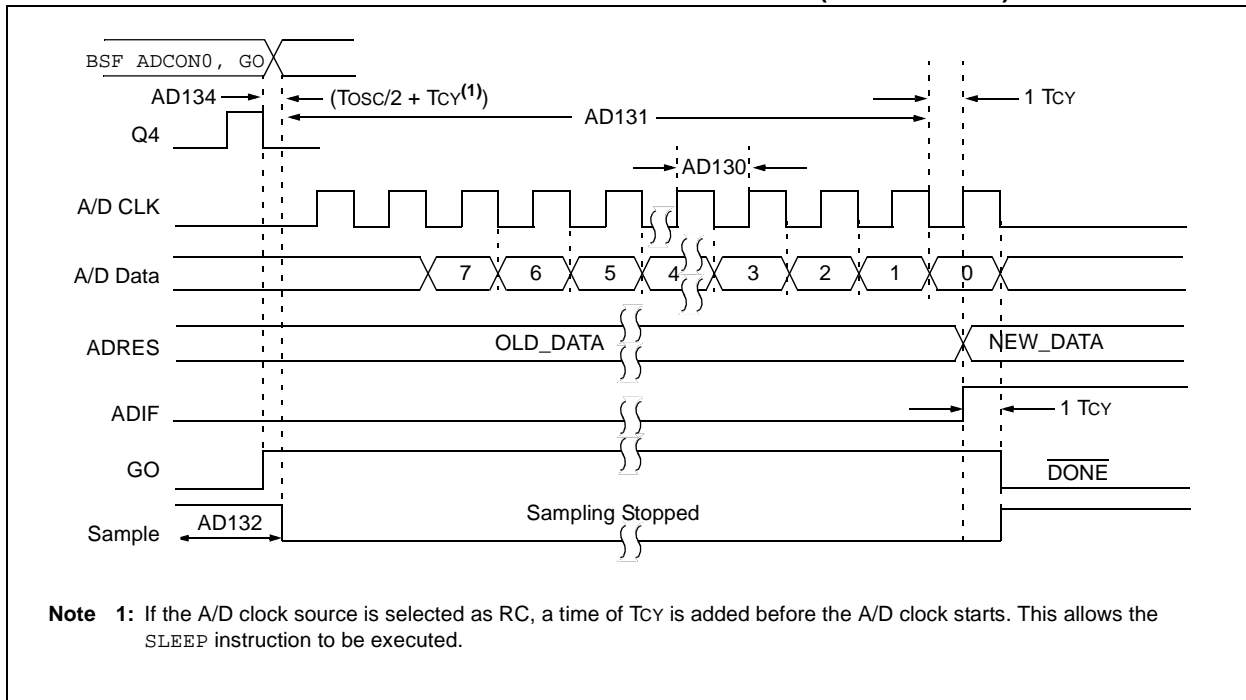 BSF ADCON0, GO
AD134
(TOSC/2 + TCY(1))
1 TCY
AD131
Q4
AD130
A/D CLK
A/D Data
7
6
5
4
3
2
1
0
OLD_DATA
ADRES
NEW_DATA
ADIF
1 TCY
GO
DONE
AD132
Sampling Stopped
Sample
Note 1: If the A/D clock source is selected as RC, a time of TCY is added before the A/D clock starts. This allows the
SLEEP instruction to be executed.